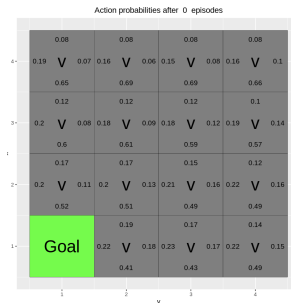 Action probabilities after 0 episodes
0.08 0.08 0.08 0.08
4 0.19 V 0.07 0.16 V 0.06 0.15 V 0.08 0.16 V 0.1
0.65 0.69 0.69 0.66
0.12 0.12 0.12 0.1
3 0.2 V 0.08 0.18 V 0.09 0.18 V 0.12 0.19 V 0.14
0.6 0.61 0.59 0.57
0.17 0.17 0.15 0.12
2 0.2 V 0.11 0.2 V 0.13 0.21 V 0.16 0.22 V 0.16
0.52 0.51 0.49 0.49
0.19 0.17 0.14
1 Goal 0.22 V 0.18 0.23 V 0.17 0.22 V 0.15
0.41 0.43 0.49
1 2 3 4